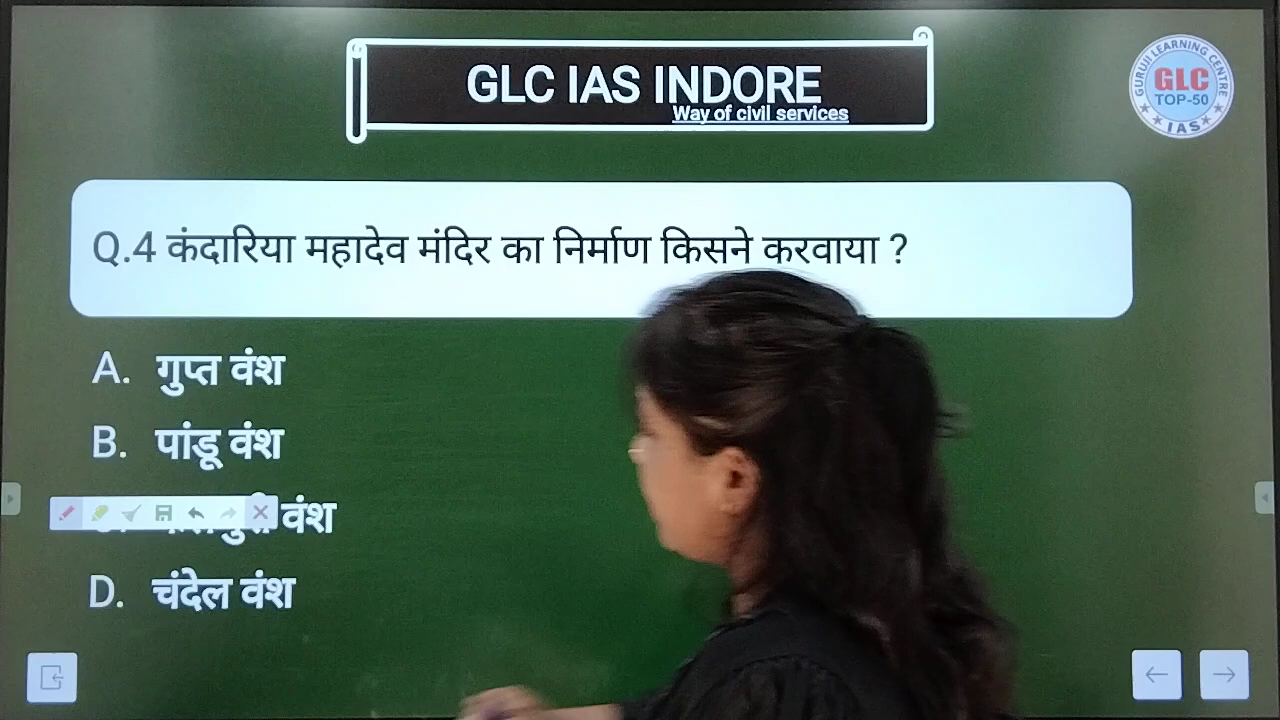 GLC IAS INDORE
Way of civil services
GURUJI LEARNING CENTRE
GLC
TOP-50
IAS
Q.4 कंदारिया महादेव मंदिर का निर्माण किसने करवाया ?
A. गुप्त वंश
B. पांडू वंश
वंश
D. चंदेल वंश